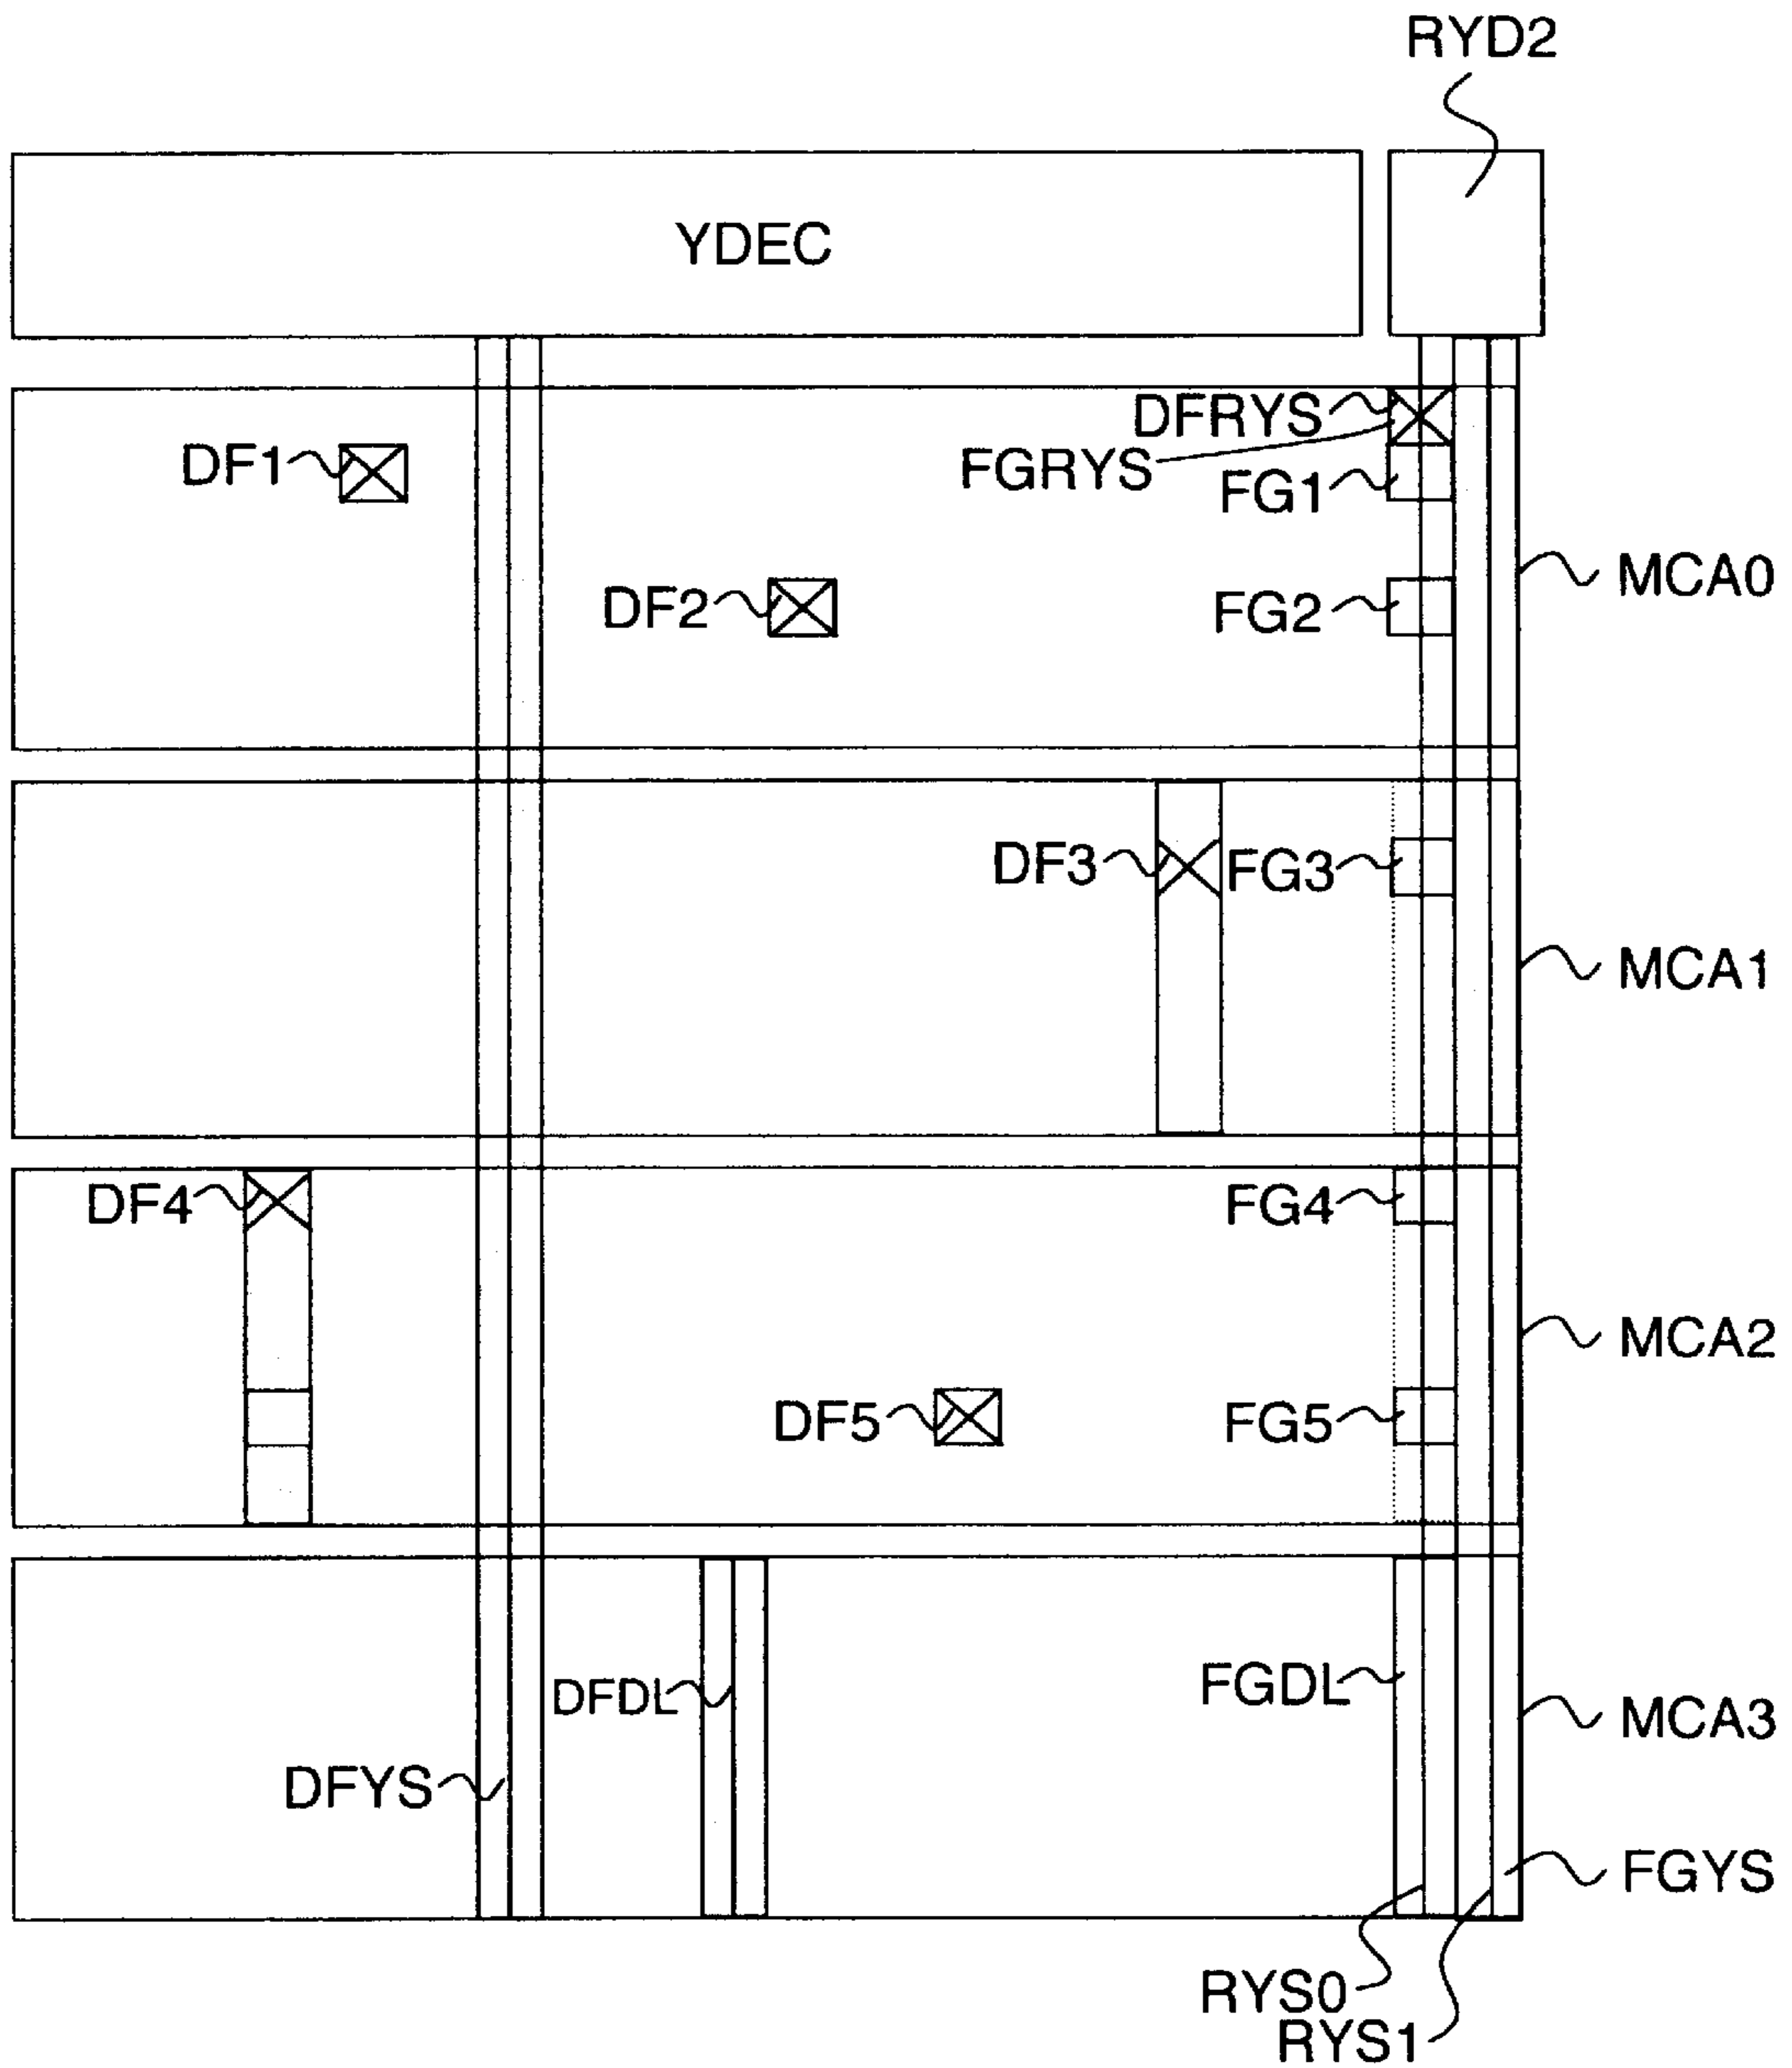 RYD2
YDEC
DFRYS
DF1
FGRYS
FG1
MCA0
DF2
FG2
DF3
FG3
MCA1
DF4
FG4
MCA2
DF5
FG5
FGDL
DFDL
MCA3
DFYS
FGYS
RYS0
RYS1